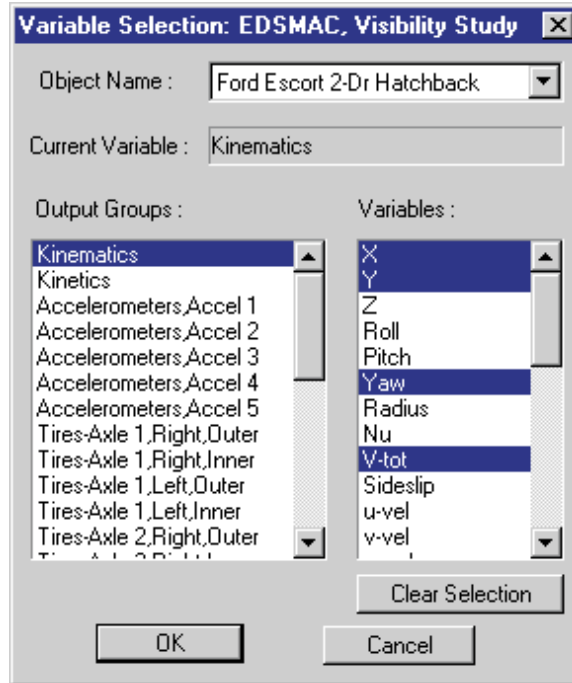 Variable Selection: EDSMAC, Visibility Study
Object Name : Ford Escort 2-Dr Hatchback
Current Variable : Kinematics
Output Groups :
Kinematics
Kinetics
Accelerometers,Accel 1
Accelerometers,Accel 2
Accelerometers,Accel 3
Accelerometers,Accel 4
Accelerometers,Accel 5
Tires-Axle 1,Right,Outer
Tires-Axle 1,Right,Inner
Tires-Axle 1,Left,Outer
Tires-Axle 1,Left,Inner
Tires-Axle 2,Right,Outer
Variables :
X
Y
Z
Roll
Pitch
Yaw
Radius
Nu
V-tot
Sideslip
u-vel
v-vel
Clear Selection
OK
Cancel